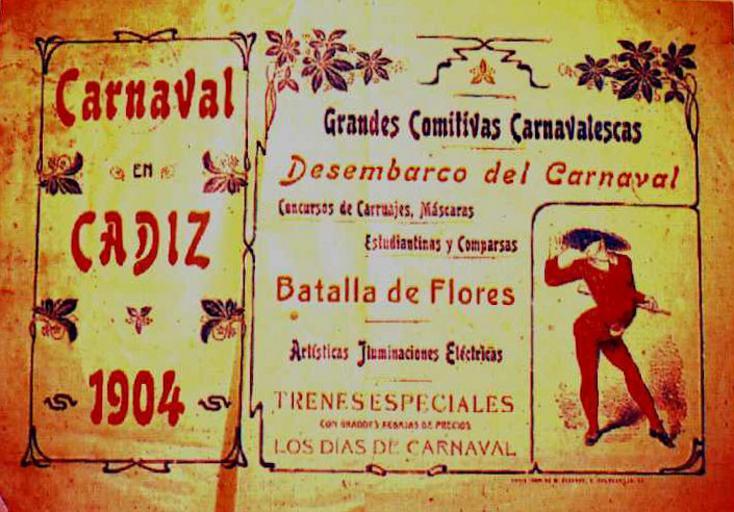 Carnaval
EN
CADIZ
1904
Grandes Comitivas Carnavalescas
Desembarco del Carnaval
Concursos de Carruajes, Máscaras
Estudiantinas y Comparsas
Batalla de Flores
Artísticas Iluminaciones Eléctricas
TRENES ESPECIALES
CON GRANDES REBAJAS DE PRECIOS
LOS DÍAS DE CARNAVAL